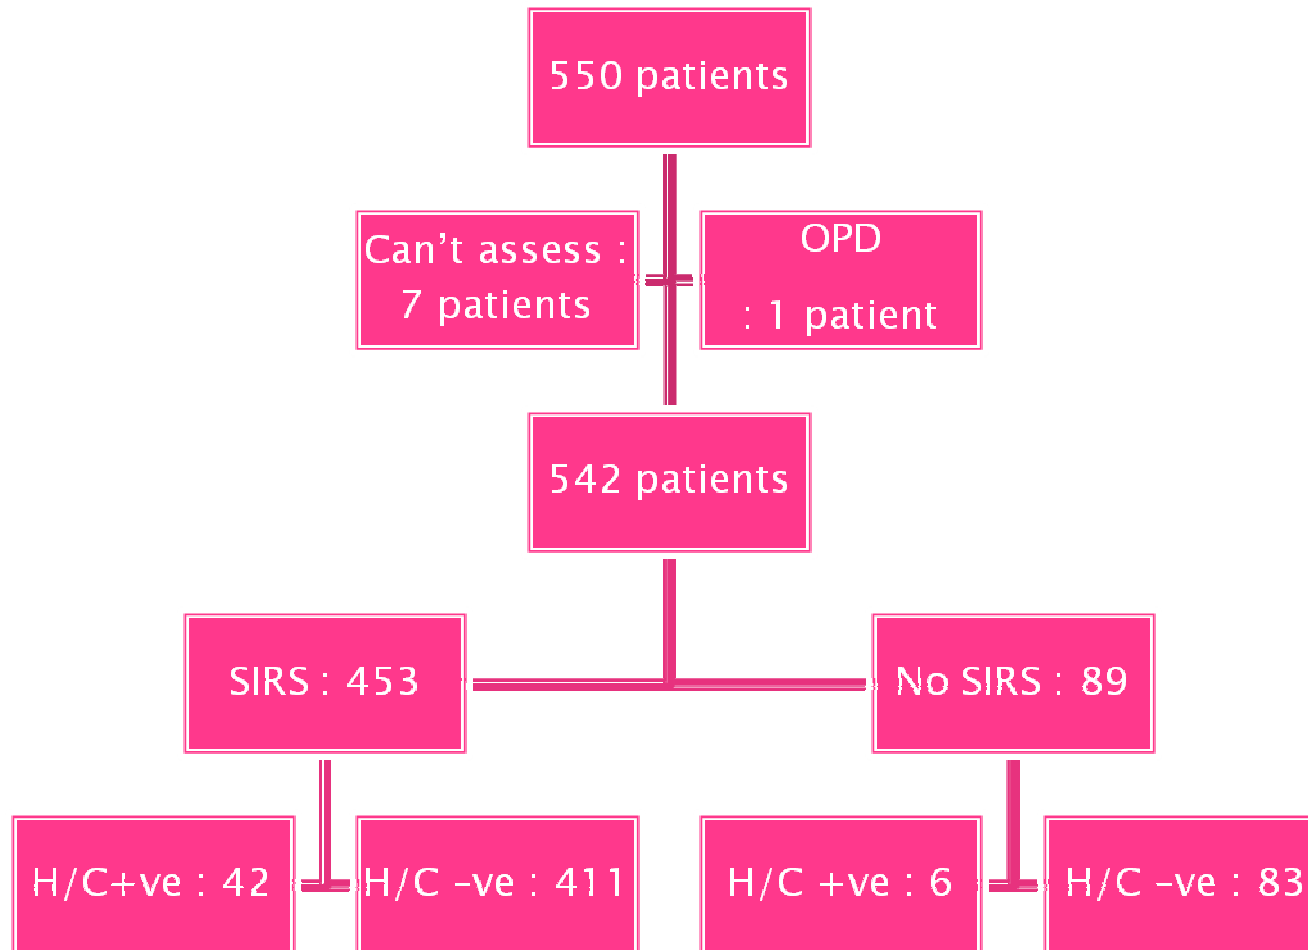 550 patients
Can't assess :
7 patients
OPD
: 1 patient
542 patients
SIRS : 453
No SIRS : 89
H/C+ve : 42
H/C –ve : 411
H/C +ve : 6
H/C –ve : 83